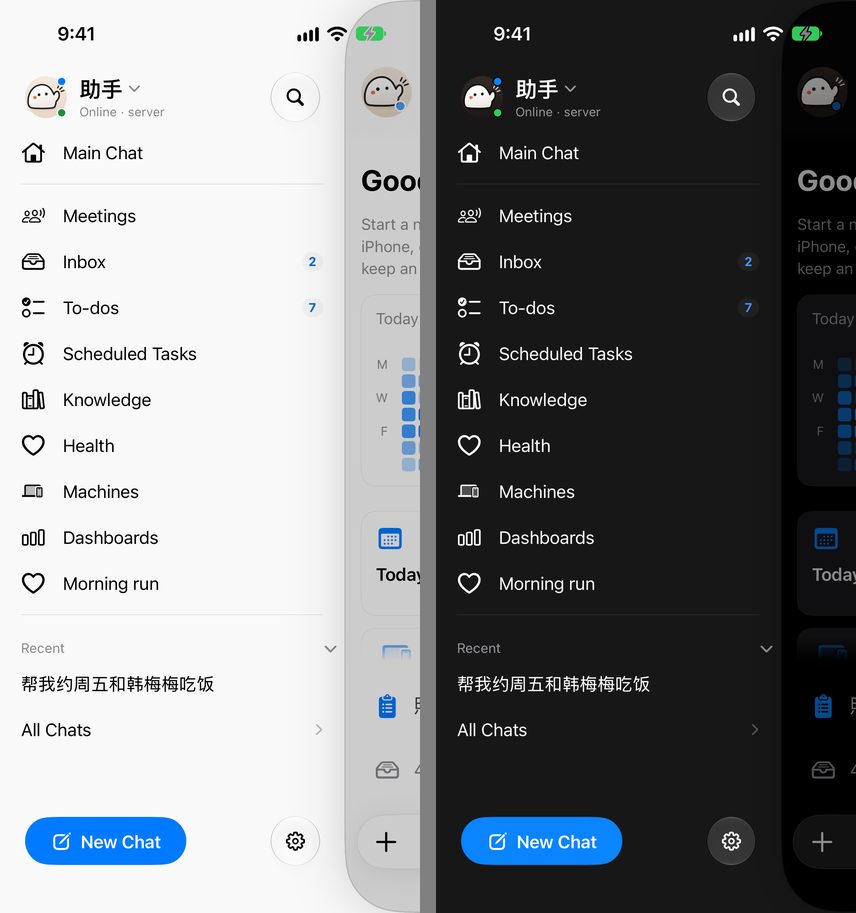 9:41
助手
Online · server
Main Chat
Meetings
Inbox 2
To-dos 7
Scheduled Tasks
Knowledge
Health
Machines
Dashboards
Morning run
Recent
帮我约周五和韩梅梅吃饭
All Chats
New Chat
Start a
iPhone,
keep an
Today
M
W
F
Today
9:41
助手
Online · server
Main Chat
Meetings
Inbox 2
To-dos 7
Scheduled Tasks
Knowledge
Health
Machines
Dashboards
Morning run
Recent
帮我约周五和韩梅梅吃饭
All Chats
New Chat
Start a
iPhone,
keep an
Today
M
W
F
Today